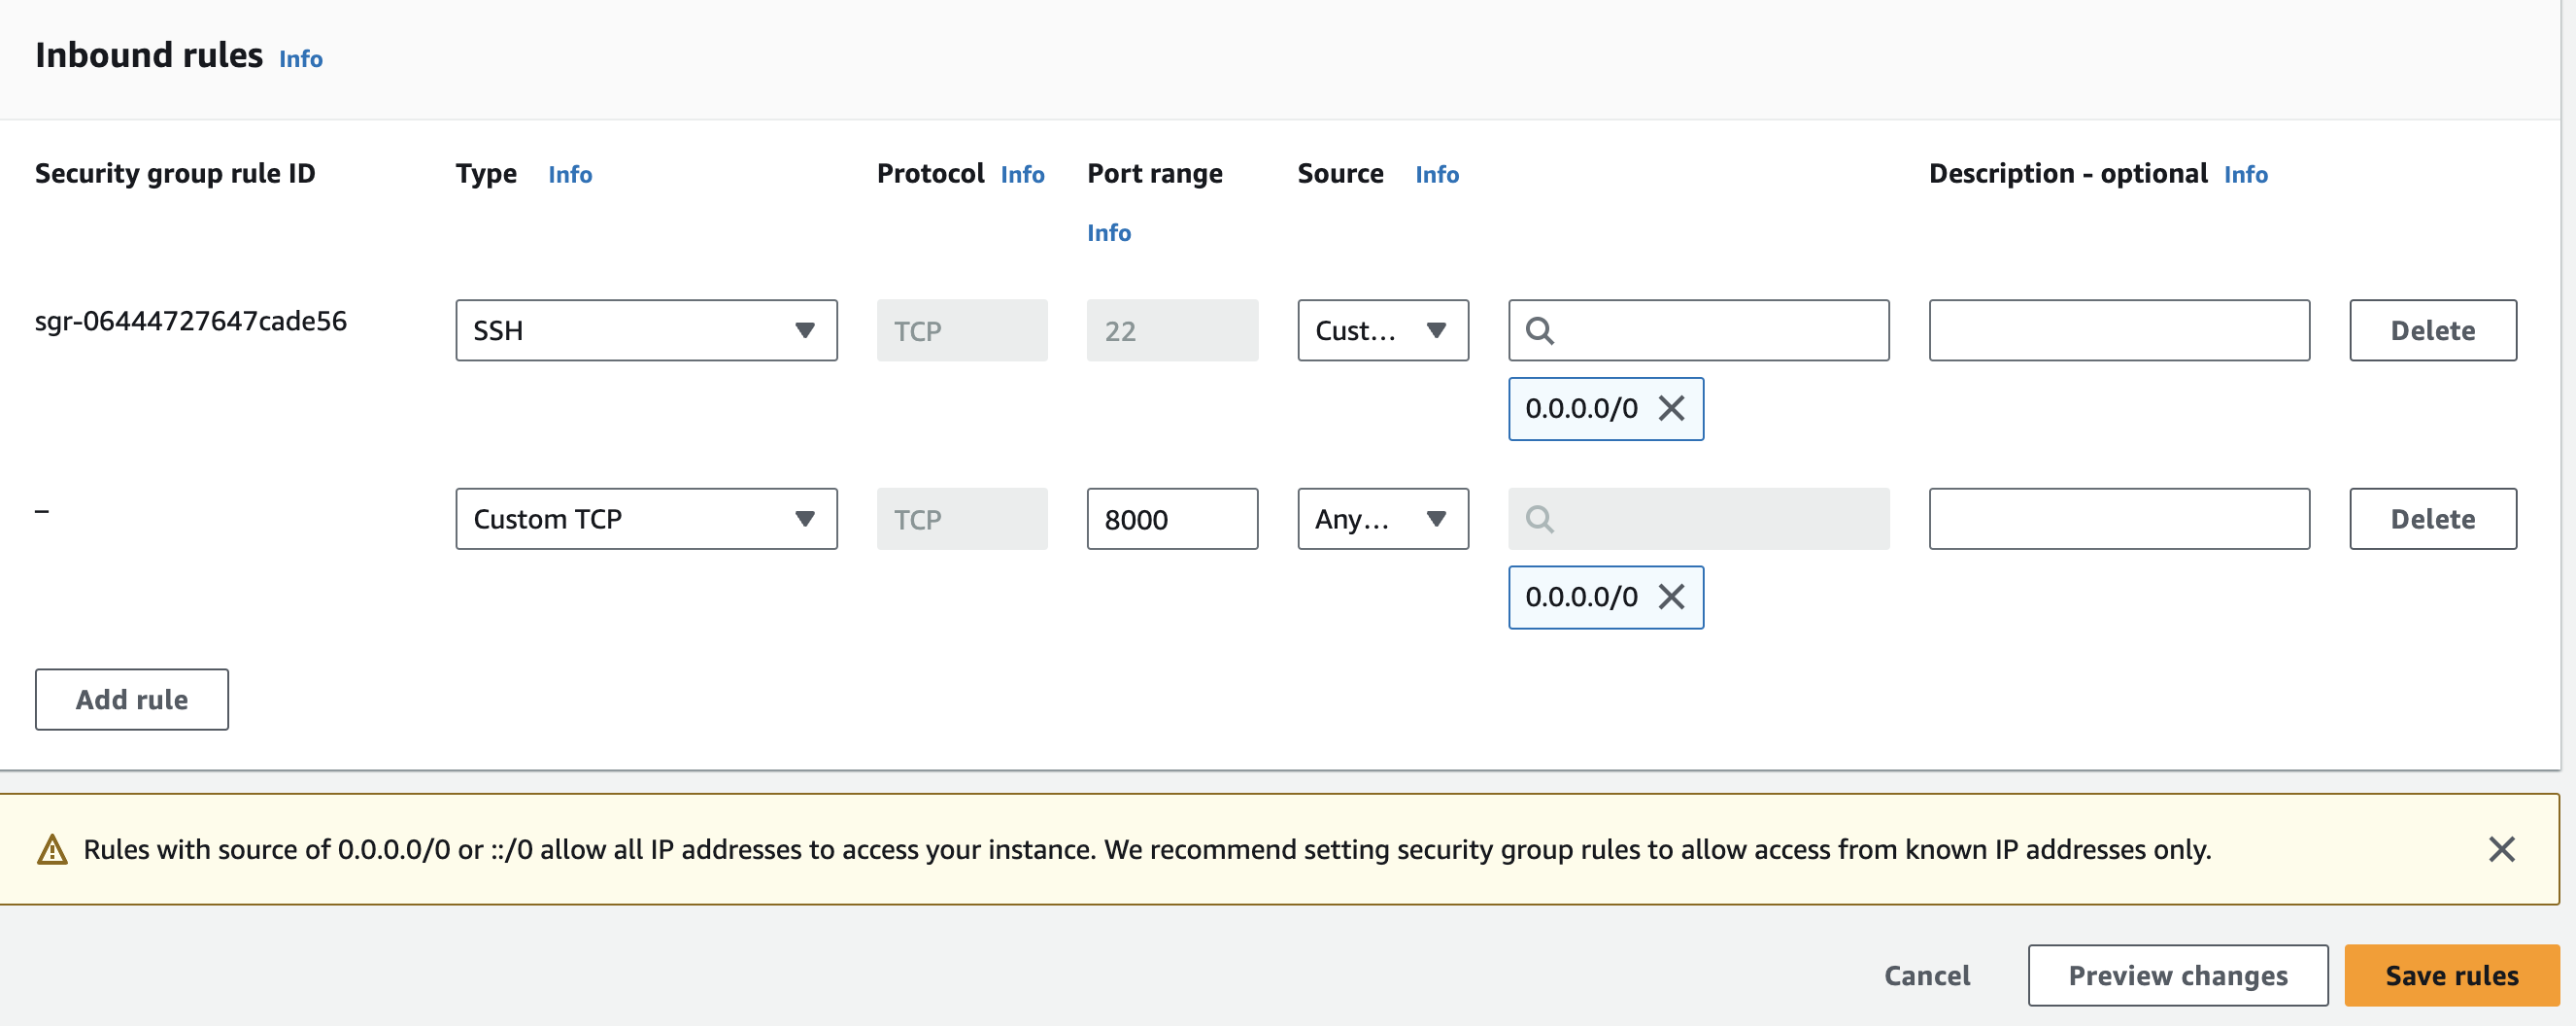 Inbound rules Info
Security group rule ID Type Info Protocol Info Port range Info Source Info Description - optional Info
sgr-06444727647cade56 SSH TCP 22 Cust... Delete
0.0.0.0/0
– Custom TCP TCP 8000 Any... Delete
0.0.0.0/0
Add rule
Rules with source of 0.0.0.0/0 or ::/0 allow all IP addresses to access your instance. We recommend setting security group rules to allow access from known IP addresses only.
Cancel Preview changes Save rules